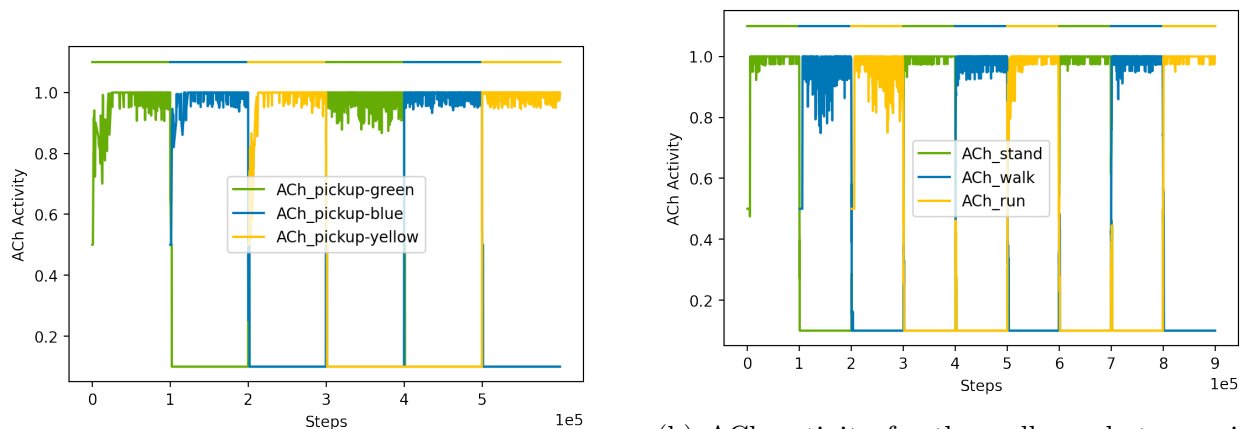 1.0
0.8
0.6
0.4
0.2
ACh Activity
ACh_pickup-green
ACh_pickup-blue
ACh_pickup-yellow
0 1 2 3 4 5
Steps
1e5
1.0
0.8
0.6
0.4
0.2
ACh Activity
ACh_stand
ACh_walk
ACh_run
0 1 2 3 4 5 6 7 8 9
Steps
1e5